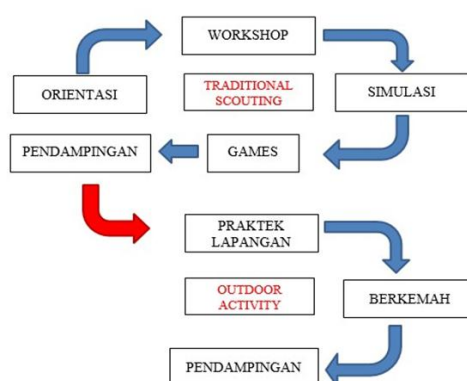 WORKSHOP
ORIENTASI
TRADITIONAL
SCOUTING
SIMULASI
PENDAMPINGAN
GAMES
PRAKTEK
LAPANGAN
OUTDOOR
ACTIVITY
BERKEMAH
PENDAMPINGAN